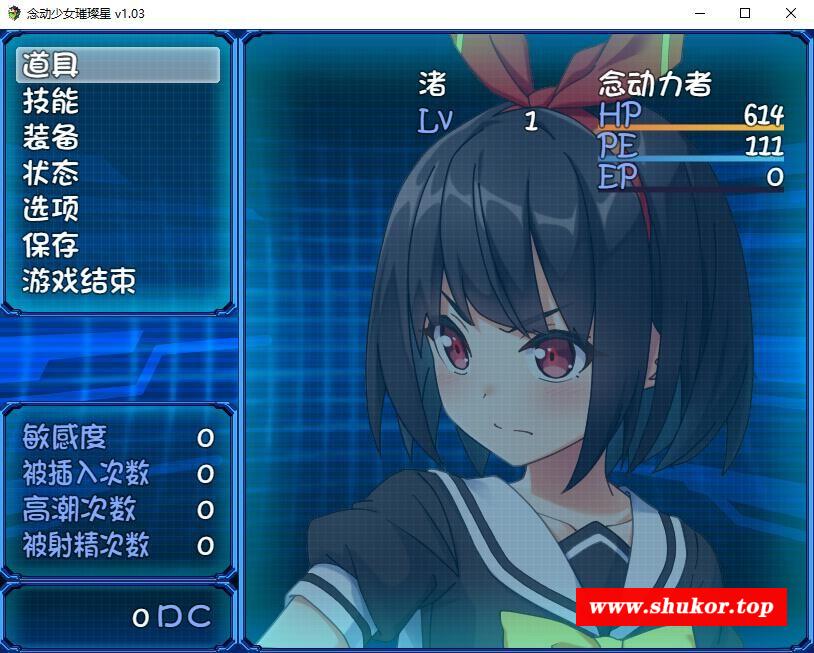 念动少女璀璨星 v1.03
道具
技能
装备
状态
选项
保存
游戏结束
渚
Lv 1
念动力者
HP 614
PE 111
EP 0
敏感度 0
被插入次数 0
高潮次数 0
被射精次数 0
0DC
www.shukor.top